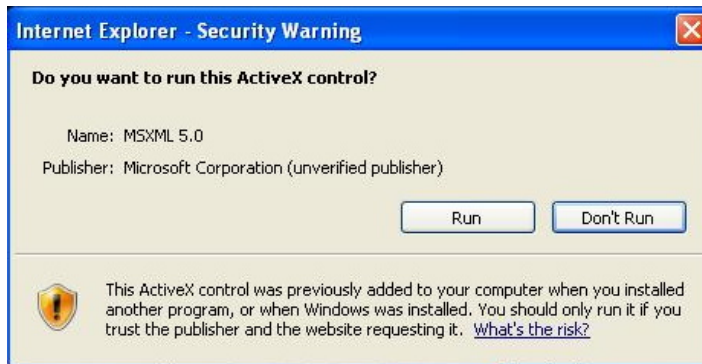 Internet Explorer - Security Warning
Do you want to run this ActiveX control?
Name: MSXML 5.0
Publisher: Microsoft Corporation (unverified publisher)
Run Don't Run
This ActiveX control was previously added to your computer when you installed
another program, or when Windows was installed. You should only run it if you
trust the publisher and the website requesting it. What's the risk?